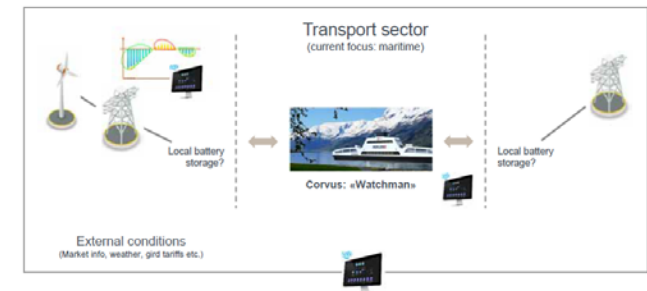 Transport sector
(current focus: maritime)
Local battery
storage?
Corvus: «Watchman»
Local battery
storage?
External conditions
(Market info, weather, gird tariffs etc.)